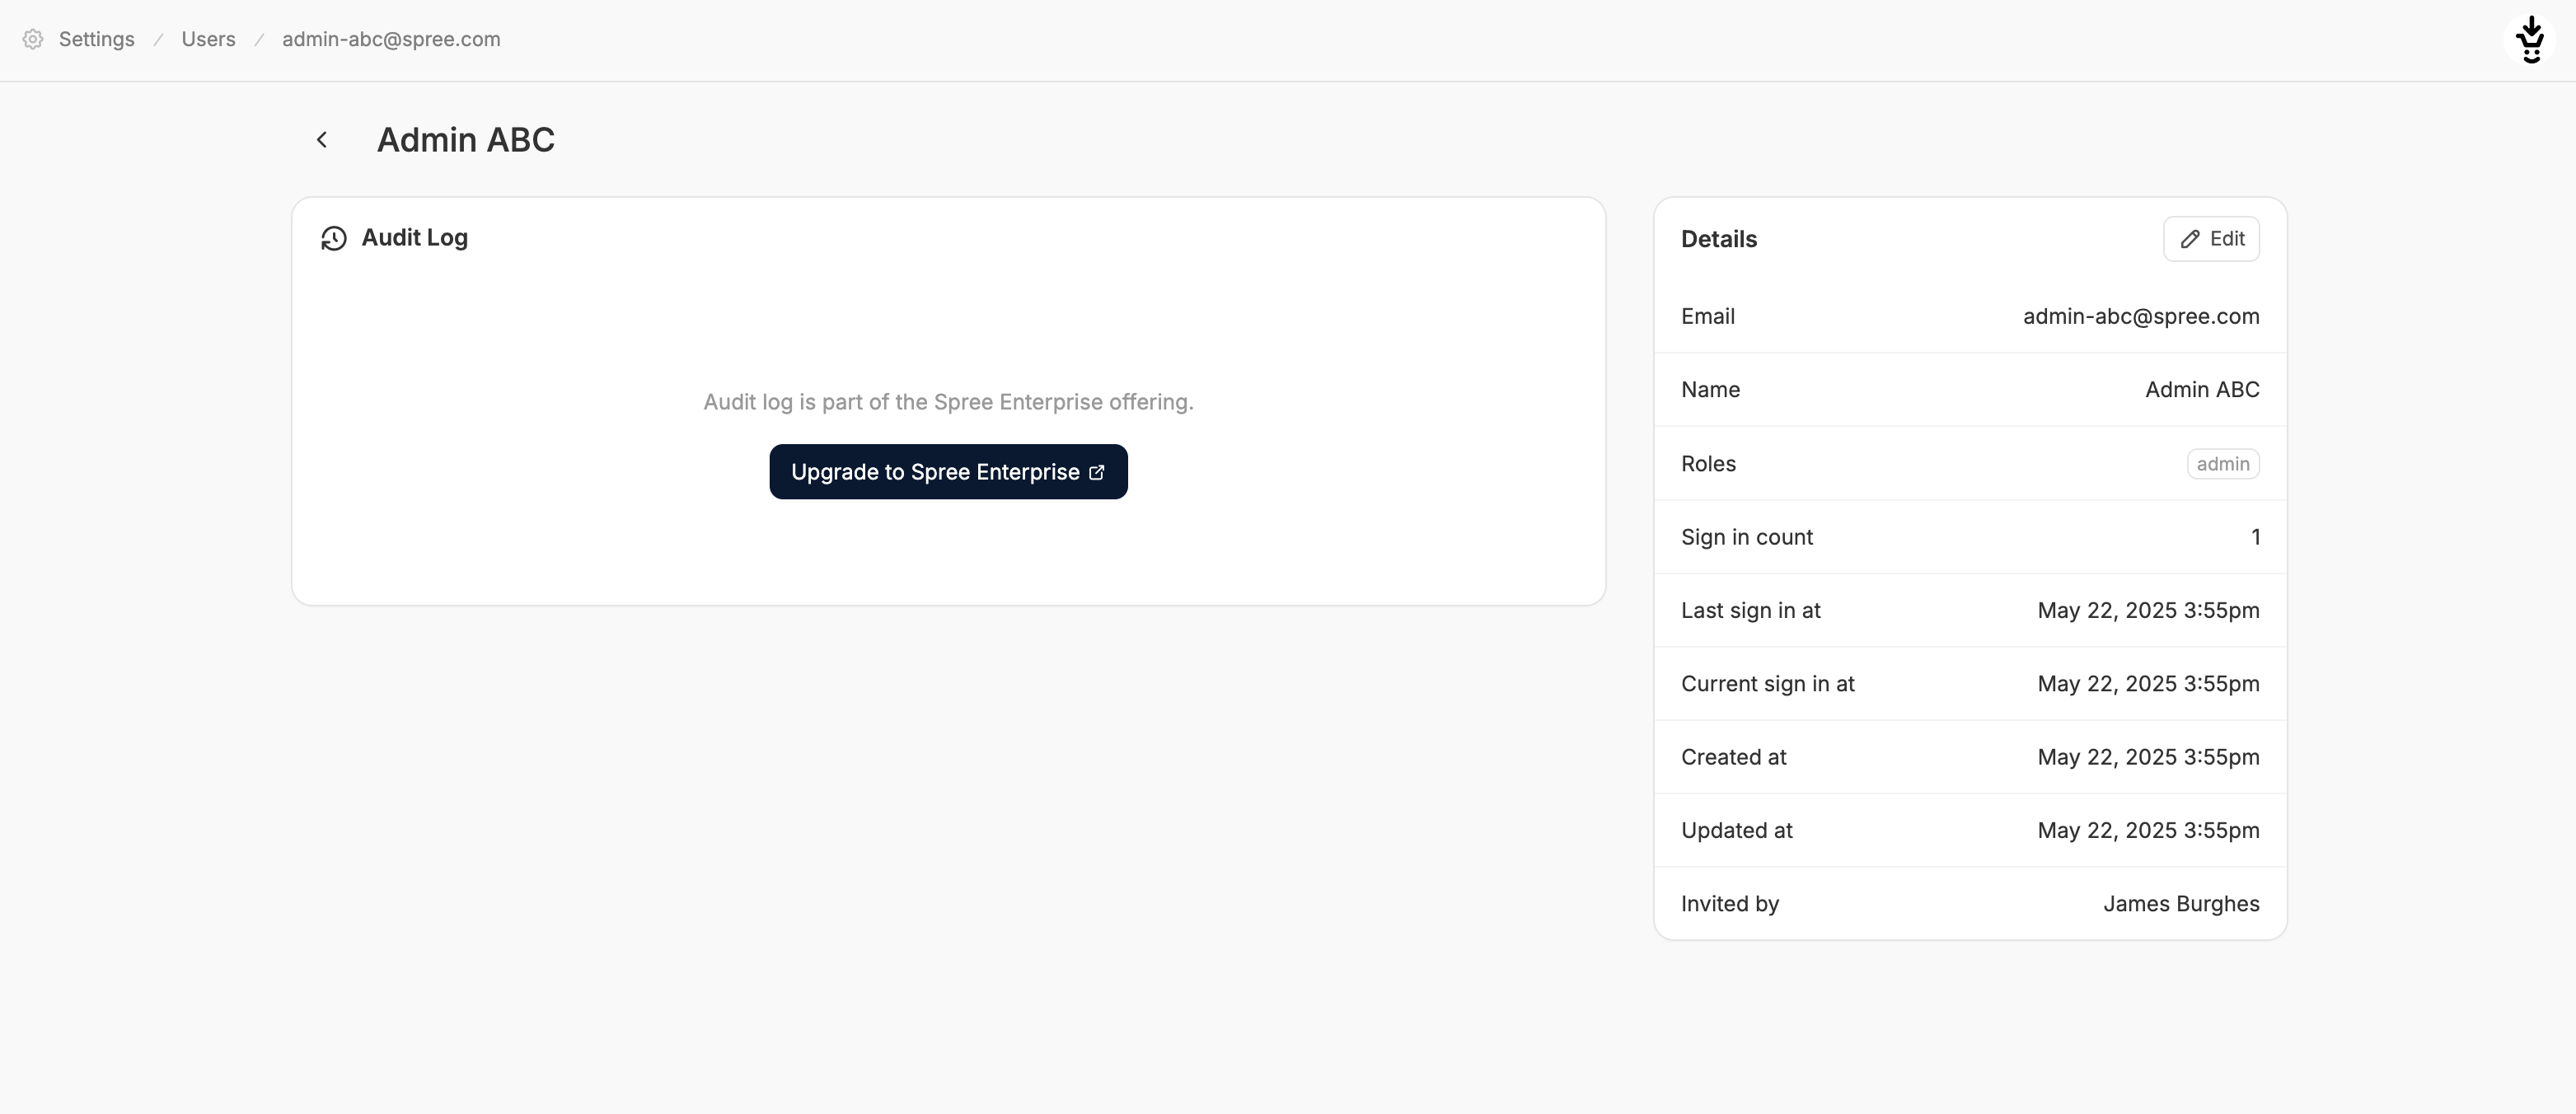 Settings / Users / admin-abc@spree.com
Admin ABC
Audit Log
Audit log is part of the Spree Enterprise offering.
Upgrade to Spree Enterprise
Details
Edit
Email admin-abc@spree.com
Name Admin ABC
Roles admin
Sign in count 1
Last sign in at May 22, 2025 3:55pm
Current sign in at May 22, 2025 3:55pm
Created at May 22, 2025 3:55pm
Updated at May 22, 2025 3:55pm
Invited by James Burghes